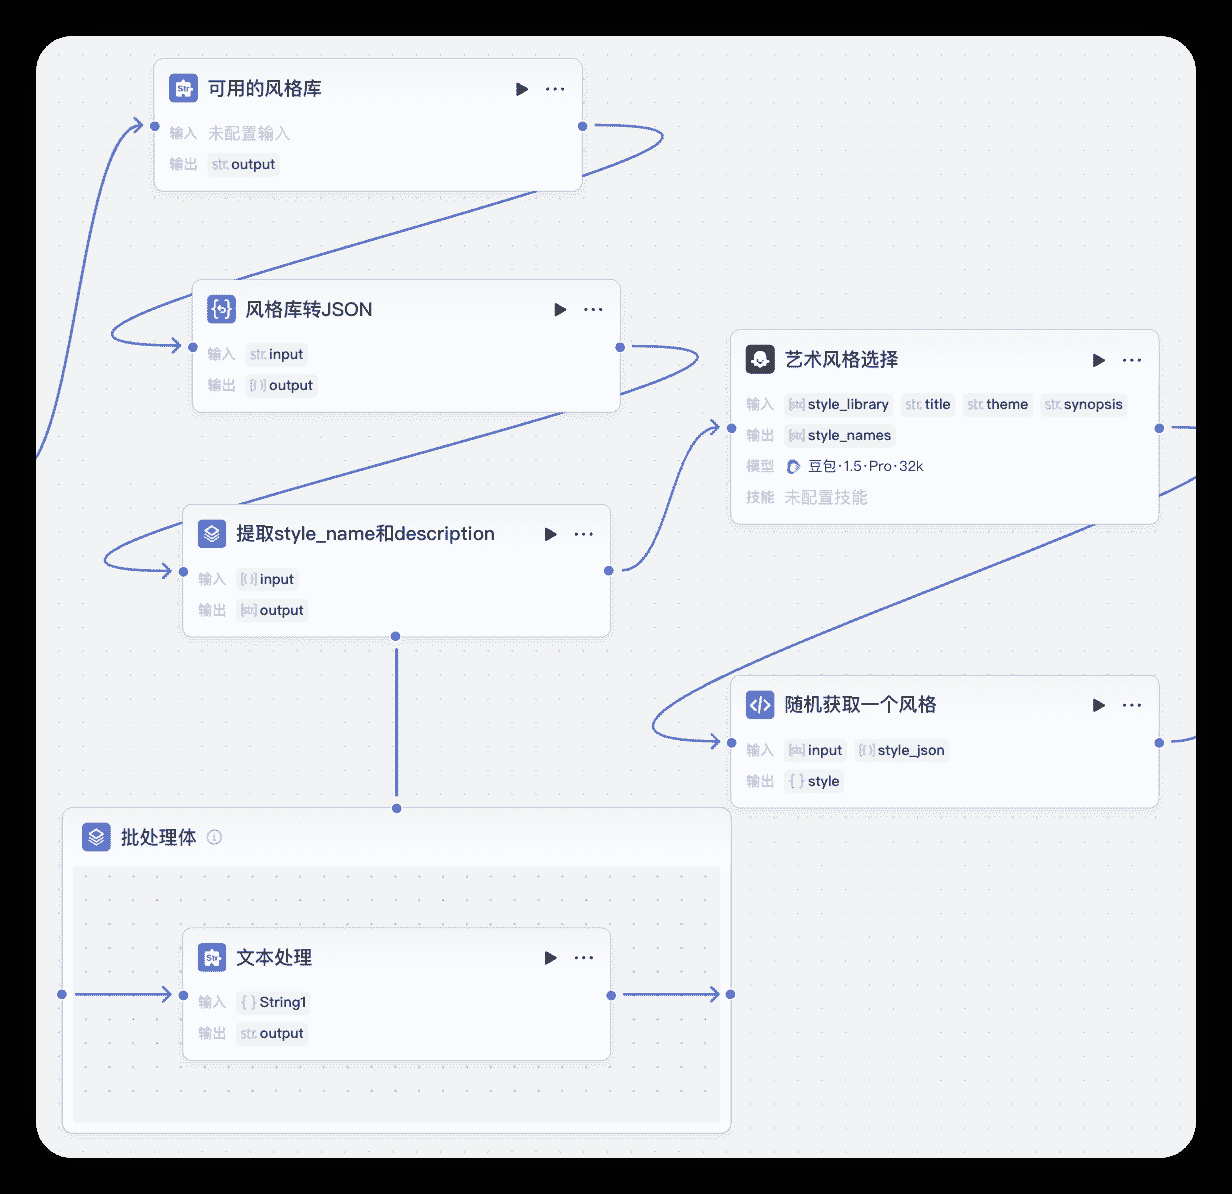 可用的风格库
输入 未配置输入
输出 str. output
风格库转JSON
输入 str. input
输出 [{}] output
提取style_name和description
输入 [{}] input
输出 [str] output
艺术风格选择
输入 [str] style_library str. title str. theme str. synopsis
输出 [str] style_names
模型 豆包·1.5·Pro·32k
技能 未配置技能
随机获取一个风格
输入 [str] input [{}] style_json
输出 { } style
批处理体
文本处理
输入 { } String1
输出 str. output